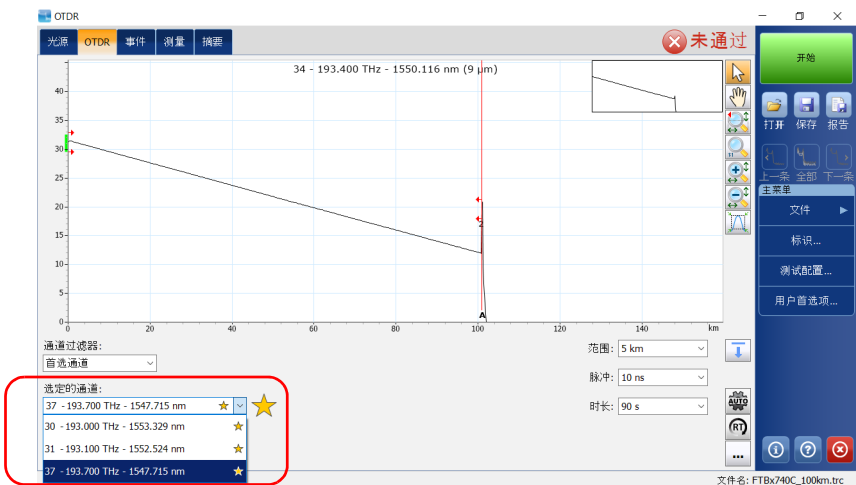 OTDR
光源 OTDR 事件 测量 摘要
未通过
开始
34 - 193.400 THz - 1550.116 nm (9 µm)
40
35
30
25
20
15
10
5
0
0 20 40 60 80 100 120 140 km
2
A
打开 保存 报告
上一条 全部 下一条
主菜单
文件
标识...
测试配置...
用户首选项...
通道过滤器:
首选通道
选定的通道:
37 - 193.700 THz - 1547.715 nm
30 - 193.000 THz - 1553.329 nm
31 - 193.100 THz - 1552.524 nm
37 - 193.700 THz - 1547.715 nm
范围: 5 km
脉冲: 10 ns
时长: 90 s
AUTO
RT
...
文件名: FTBx740C_100km.trc